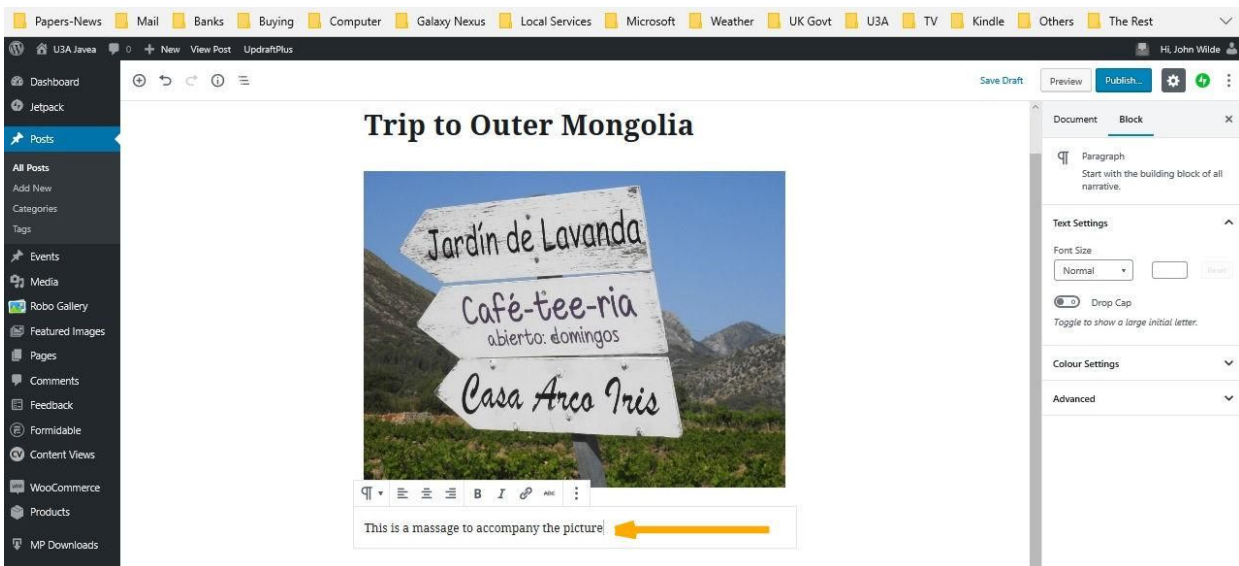 Papers-News Mail Banks Buying Computer Galaxy Nexus Local Services Microsoft Weather UK Govt U3A TV Kindle Others The Rest
U3A Javea 0 New View Post UpdraftPlus Hi, John Wilde
Dashboard
Jetpack
Posts
All Posts
Add New
Categories
Tags
Events
Media
Robo Gallery
Featured Images
Pages
Comments
Feedback
Formidable
Content Views
WooCommerce
Products
MP Downloads
Save Draft Preview Publish...
Trip to Outer Mongolia
Jardín de Lavanda
Café-tee-ria
abierto: domingos
Casa Arco Iris
B I ABC
This is a massage to accompany the picture
Document Block
Paragraph
Start with the building block of all
narrative.
Text Settings
Font Size
Normal Reset
Drop Cap
Toggle to show a large initial letter.
Colour Settings
Advanced